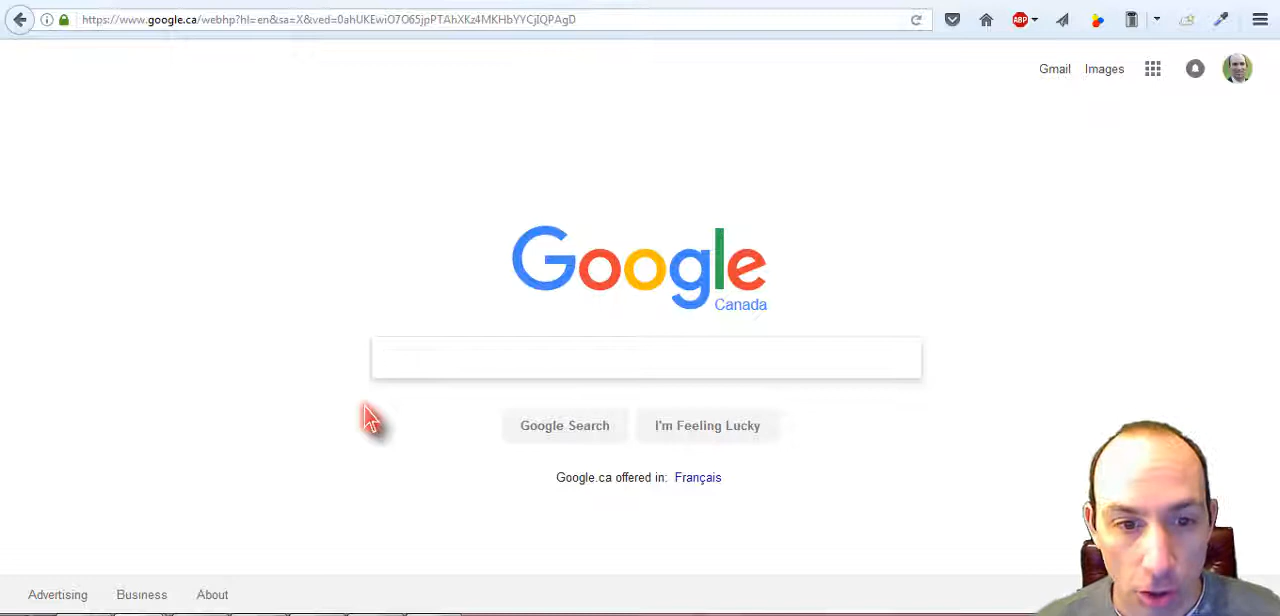 https://www.google.ca/webhp?hl=en&sa=X&ved=0ahUKEwiO7O65jpPTAhXKz4MKHbYYCjIQPAgD
ABP
Gmail Images
Google
Canada
Google Search I'm Feeling Lucky
Google.ca offered in: Français
Advertising Business About